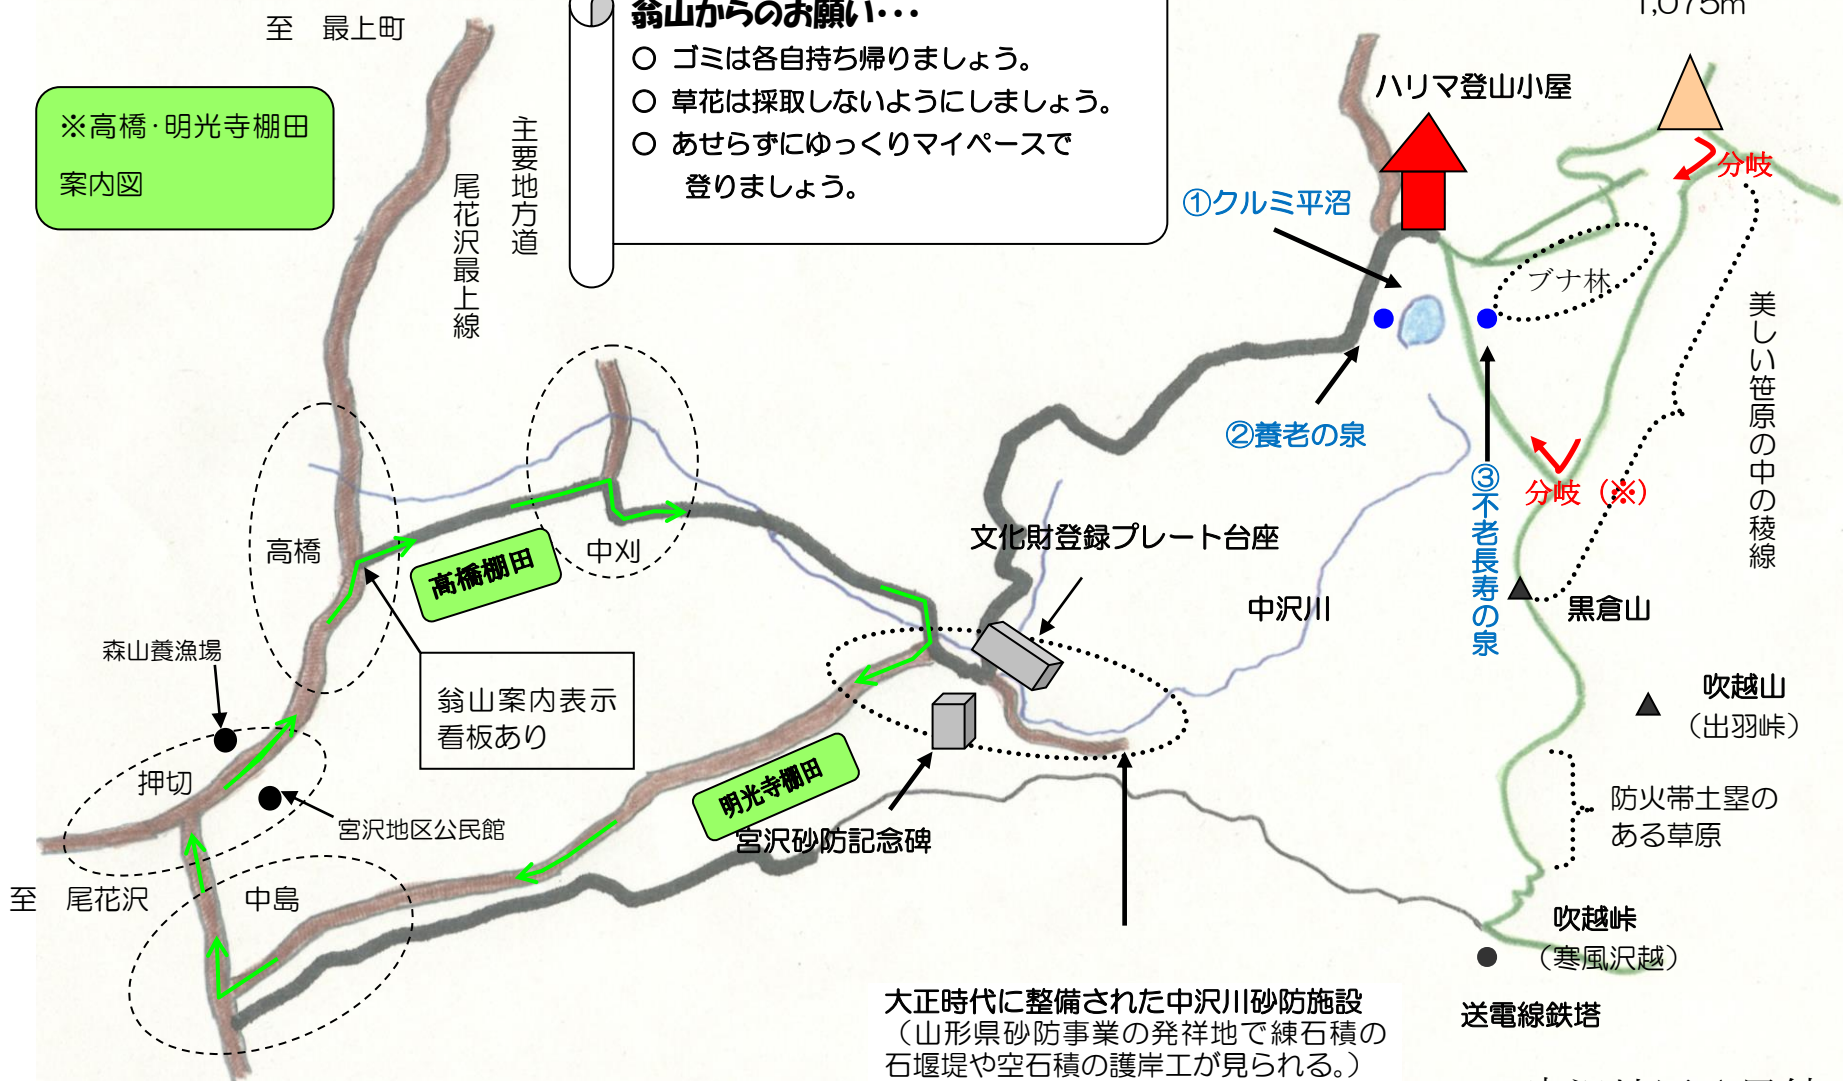 至　最上町
翁山からのお願い･･･
○ ゴミは各自持ち帰りましょう。
○ 草花は採取しないようにしましょう。
○ あせらずにゆっくりマイペースで
登りましょう。
1,075m
※高橋･明光寺棚田
案内図
主要地方道
尾花沢最上線
ハリマ登山小屋
分岐
①クルミ平沼
ブナ林
美しい笹原の中の稜線
②養老の泉
③不老長寿の泉
分岐（※）
高橋
高橋棚田
中刈
文化財登録プレート台座
中沢川
黒倉山
森山養漁場
翁山案内表示
看板あり
吹越山
（出羽峠）
押切
宮沢地区公民館
明光寺棚田
宮沢砂防記念碑
防火帯土塁の
ある草原
至　尾花沢
中島
吹越峠
（寒風沢越）
送電線鉄塔
大正時代に整備された中沢川砂防施設
（山形県砂防事業の発祥地で練石積の
石堰堤や空石積の護岸工が見られる。）